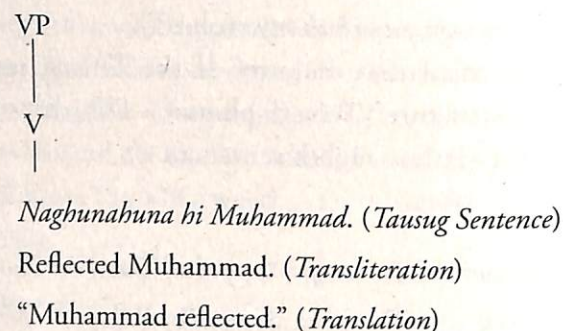 VP
V
Naghunahuna hi Muhammad. (Tausug Sentence)
Reflected Muhammad. (Transliteration)
“Muhammad reflected.” (Translation)